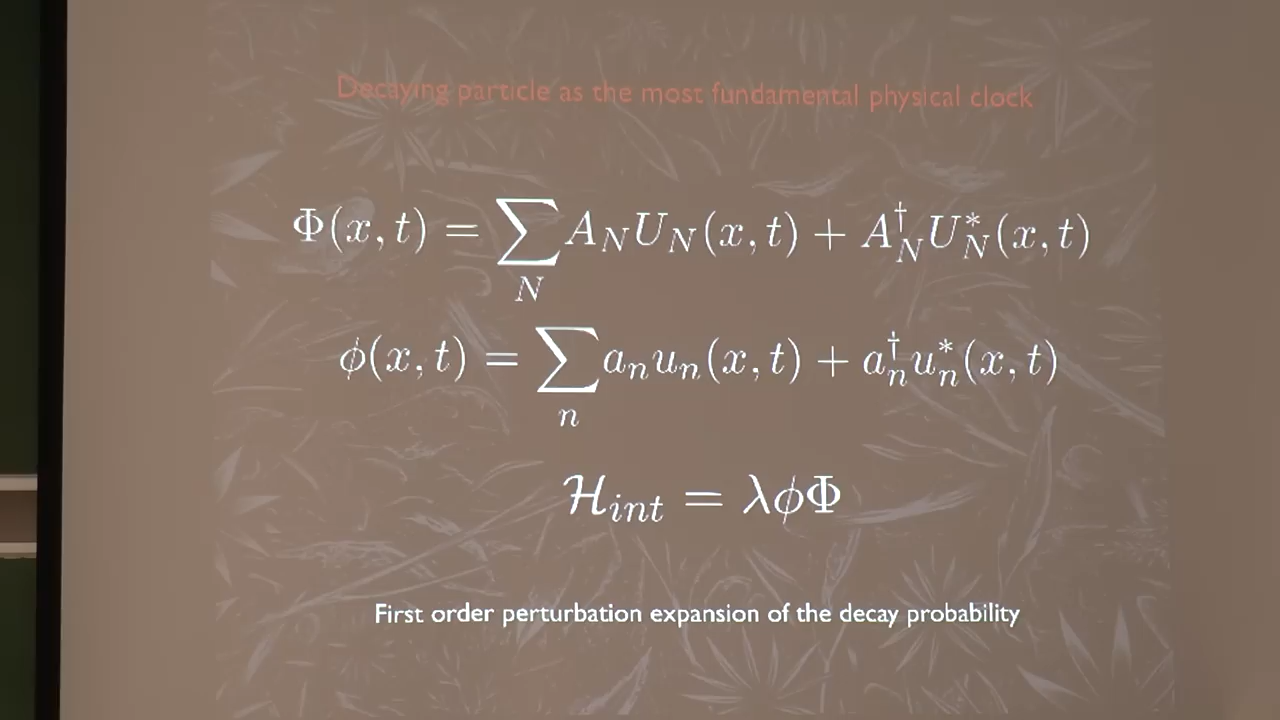 Decaying particle as the most fundamental physical clock
Φ(x, t) = ∑_N A_N U_N(x, t) + A_N^† U_N^*(x, t)
ϕ(x, t) = ∑_n a_n u_n(x, t) + a_n^† u_n^*(x, t)
ℋ_int = λϕΦ
First order perturbation expansion of the decay probability